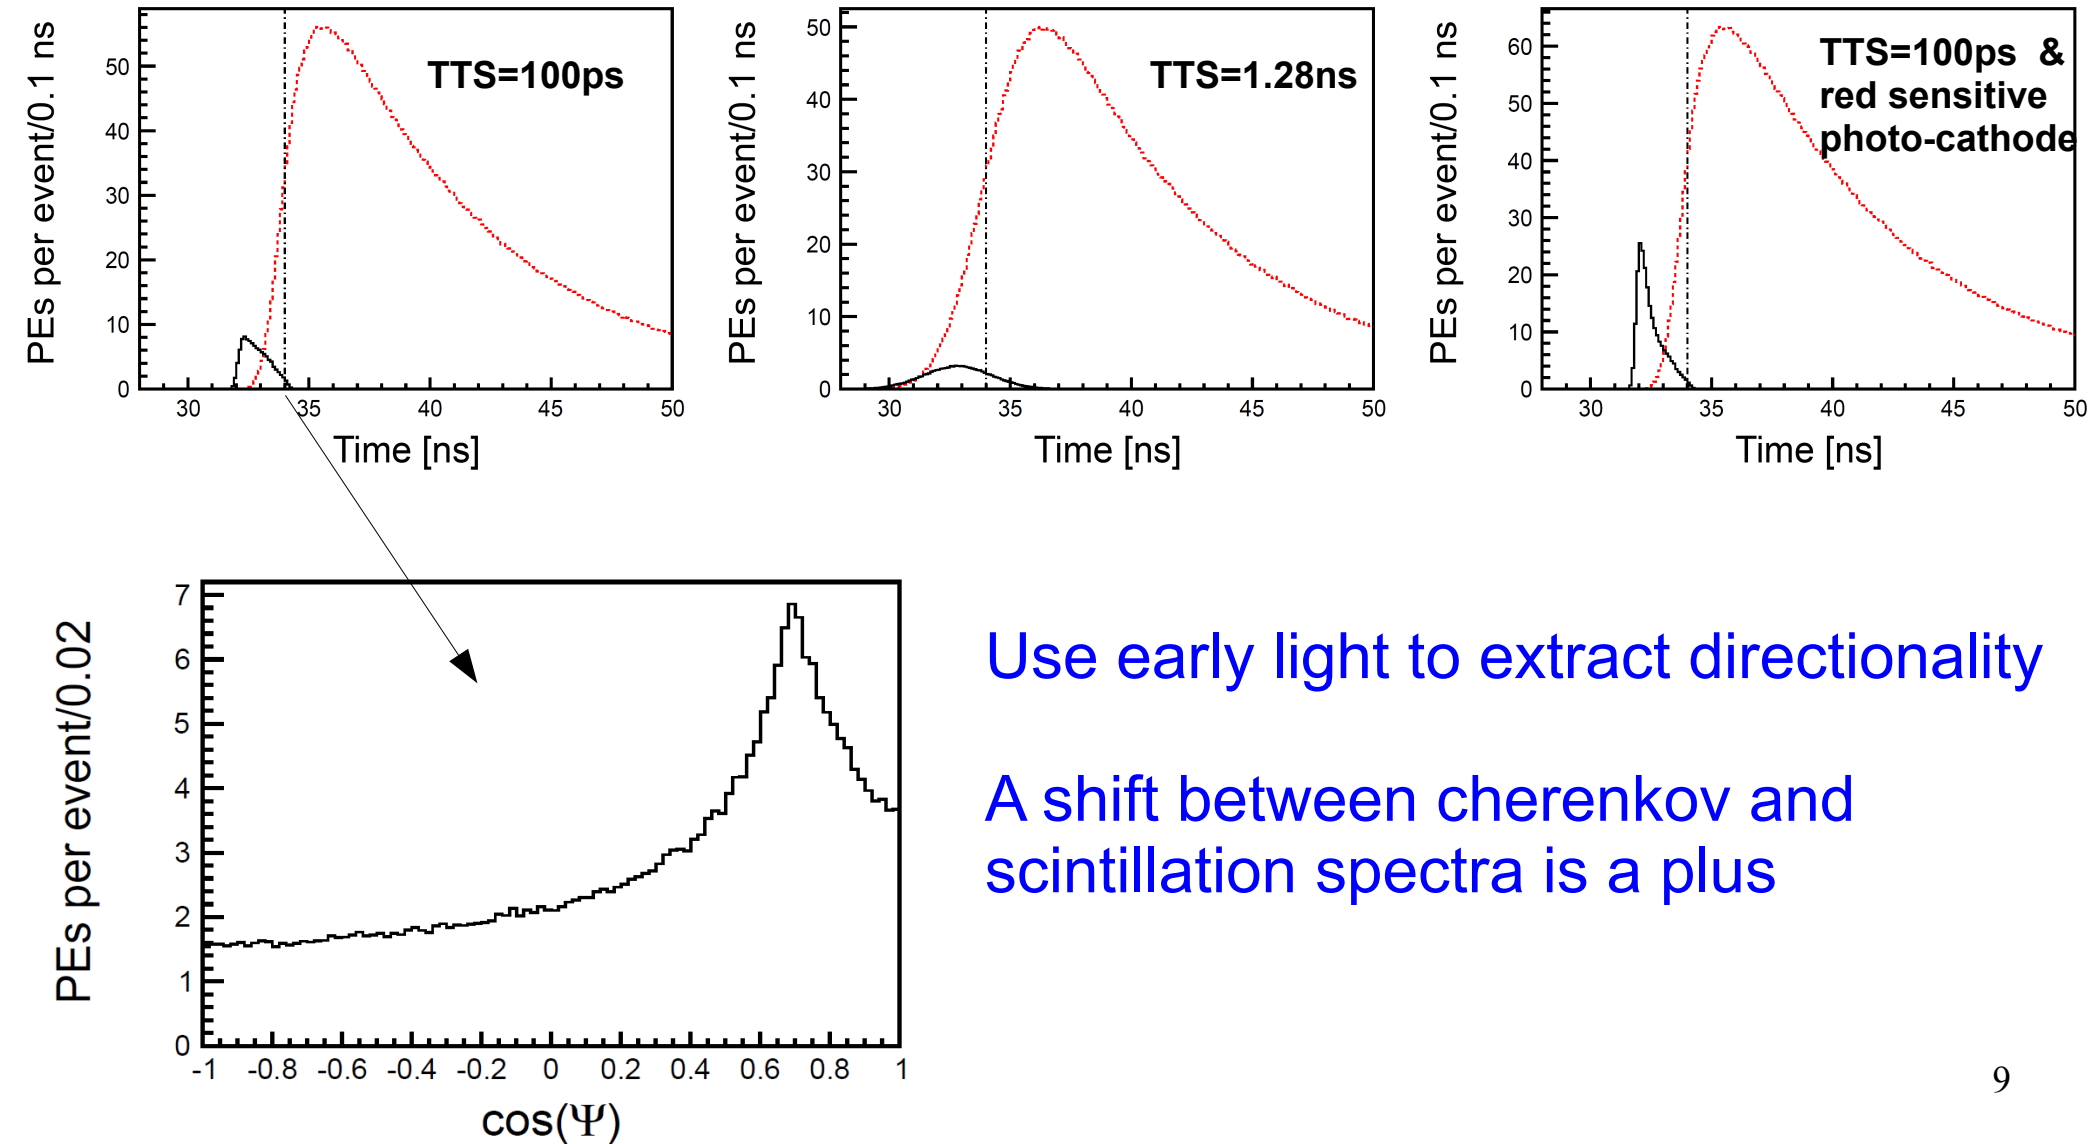 PEs per event/0.1 ns
50
40
30
20
10
0
TTS=100ps
30 35 40 45 50
Time [ns]
PEs per event/0.1 ns
50
40
30
20
10
0
TTS=1.28ns
30 35 40 45 50
Time [ns]
PEs per event/0.1 ns
60
50
40
30
20
10
0
TTS=100ps &
red sensitive
photo-cathode
30 35 40 45 50
Time [ns]
PEs per event/0.02
7
6
5
4
3
2
1
0
-1 -0.8 -0.6 -0.4 -0.2 0 0.2 0.4 0.6 0.8 1
cos(Ψ)
Use early light to extract directionality
A shift between cherenkov and
scintillation spectra is a plus
9